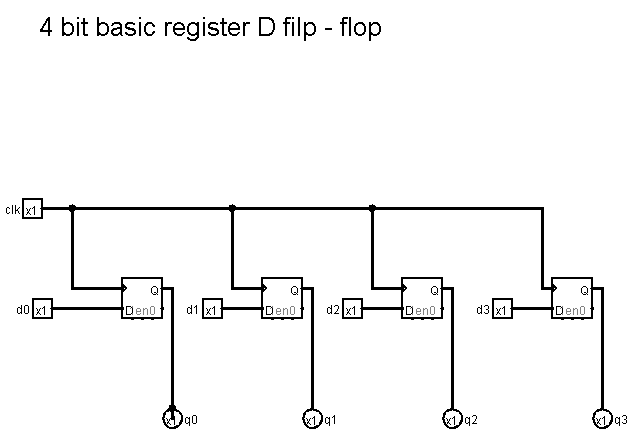 4 bit basic register D filp - flop
clk x1
Q Q Q Q
d0 x1 D en 0 d1 x1 D en 0 d2 x1 D en 0 d3 x1 D en 0
x1 q0 x1 q1 x1 q2 x1 q3